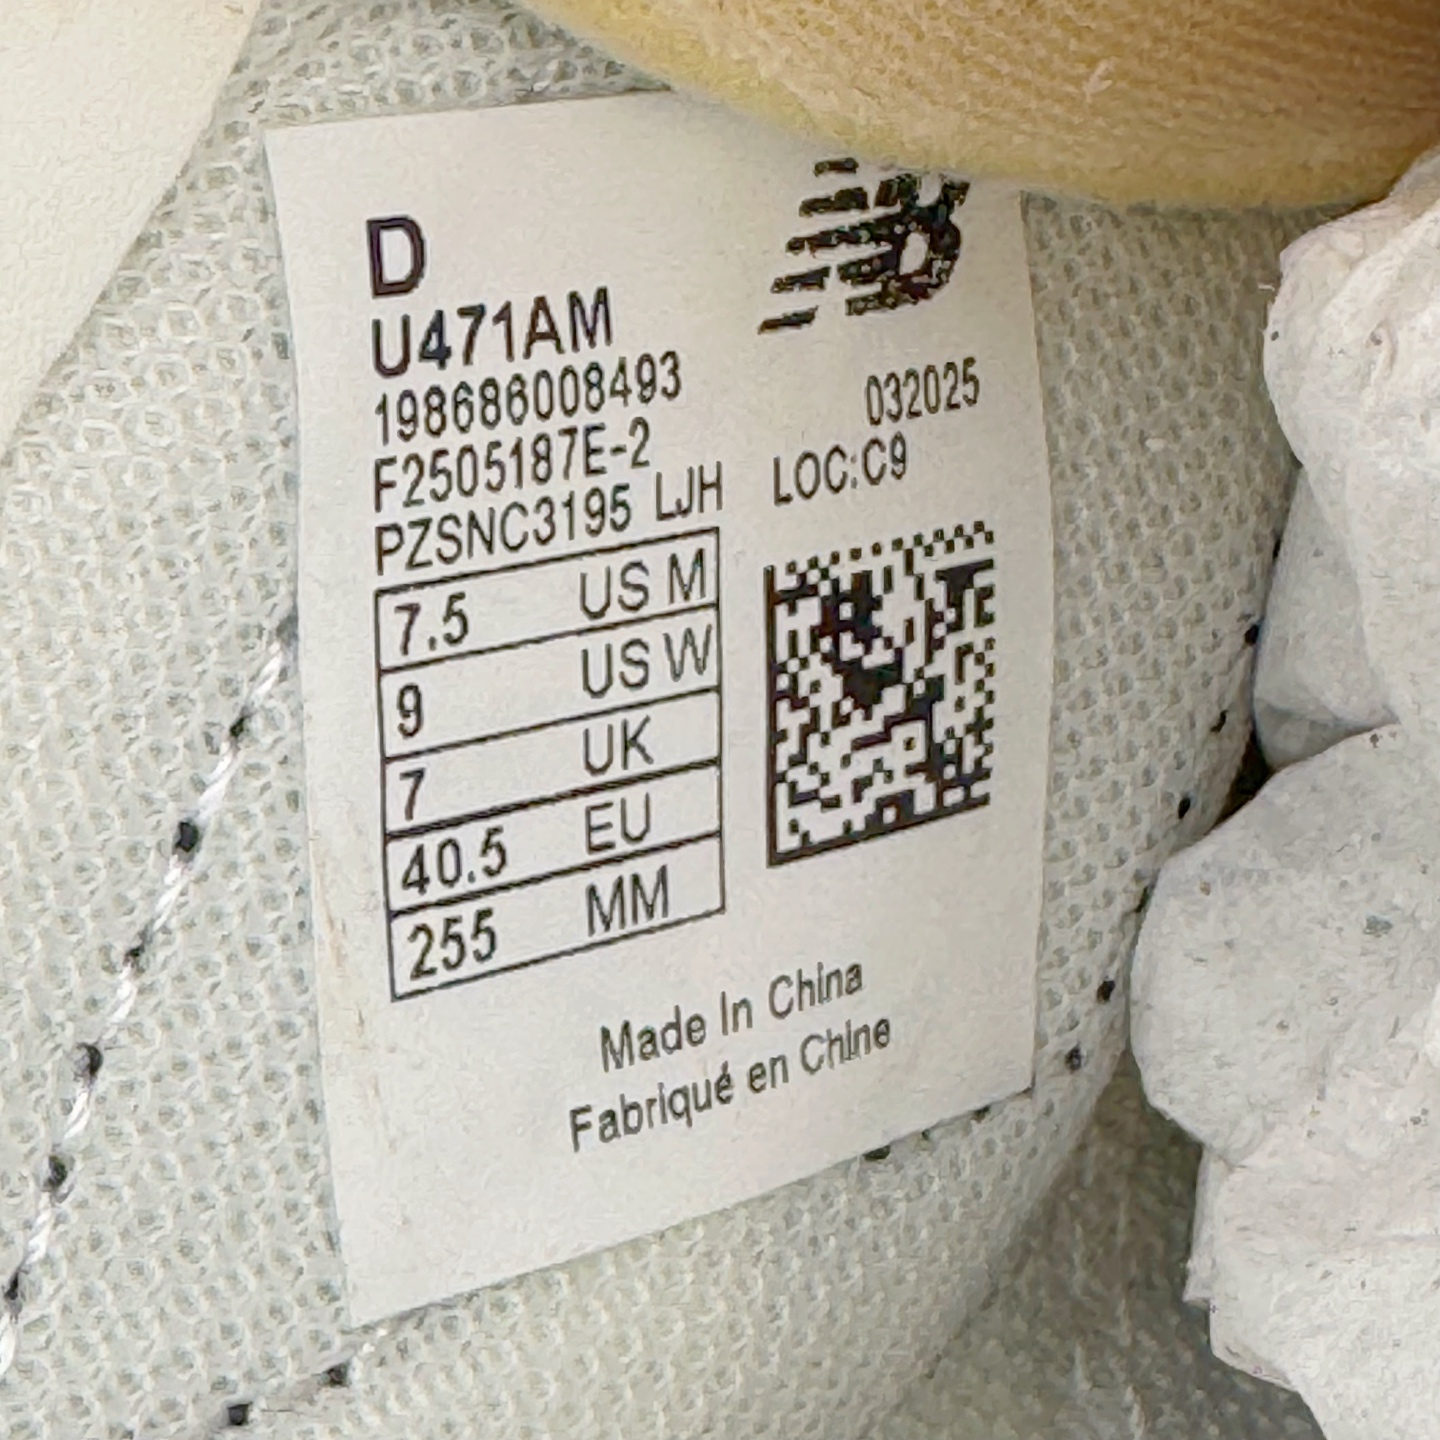 D
U471AM
198686008493
032025
F2505187E-2
LOC:C9
PZSNC3195 LJH
7.5 US M
9 US W
7 UK
40.5 EU
255 MM
Made In China
Fabriqué en Chine